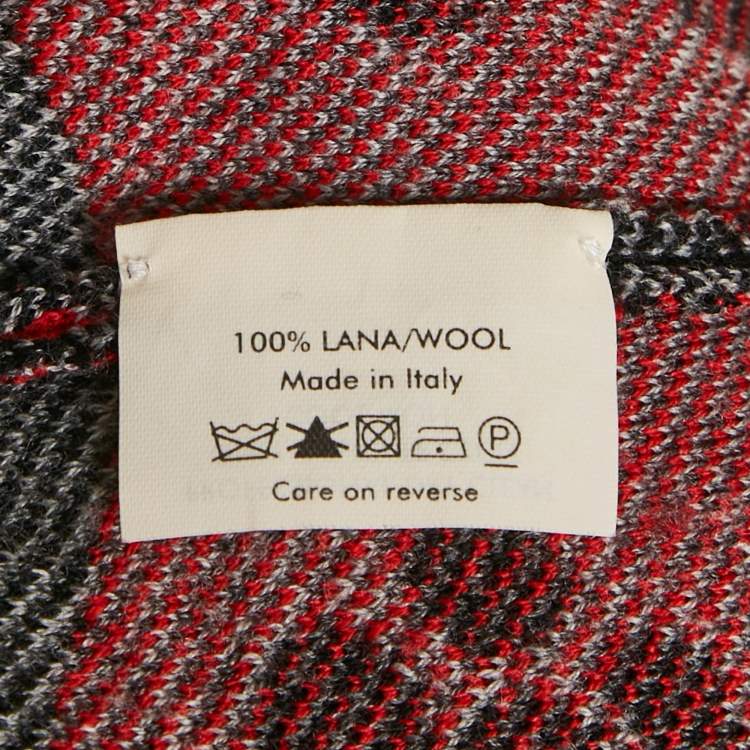 100% LANA/WOOL
Made in Italy
P
Care on reverse